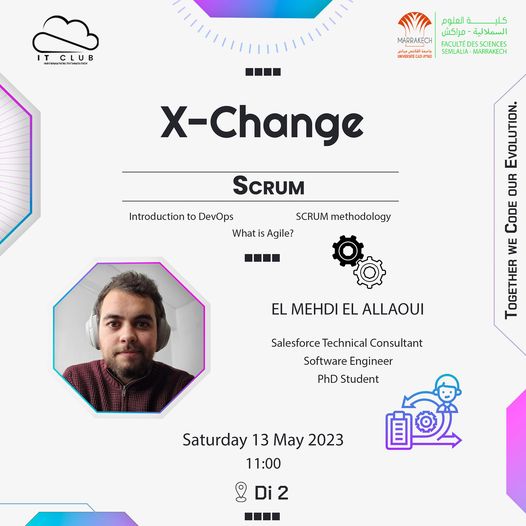 IT CLUB
MARRAKECH
كلية العلوم
السملالية - مراكش
FACULTÉ DES SCIENCES
SEMLALIA - MARRAKECH
X-Change
SCRUM
Introduction to DevOps
SCRUM methodology
What is Agile?
EL MEHDI EL ALLAOUI
Salesforce Technical Consultant
Software Engineer
PhD Student
Saturday 13 May 2023
11:00
Di 2
TOGETHER WE CODE OUR EVOLUTION.